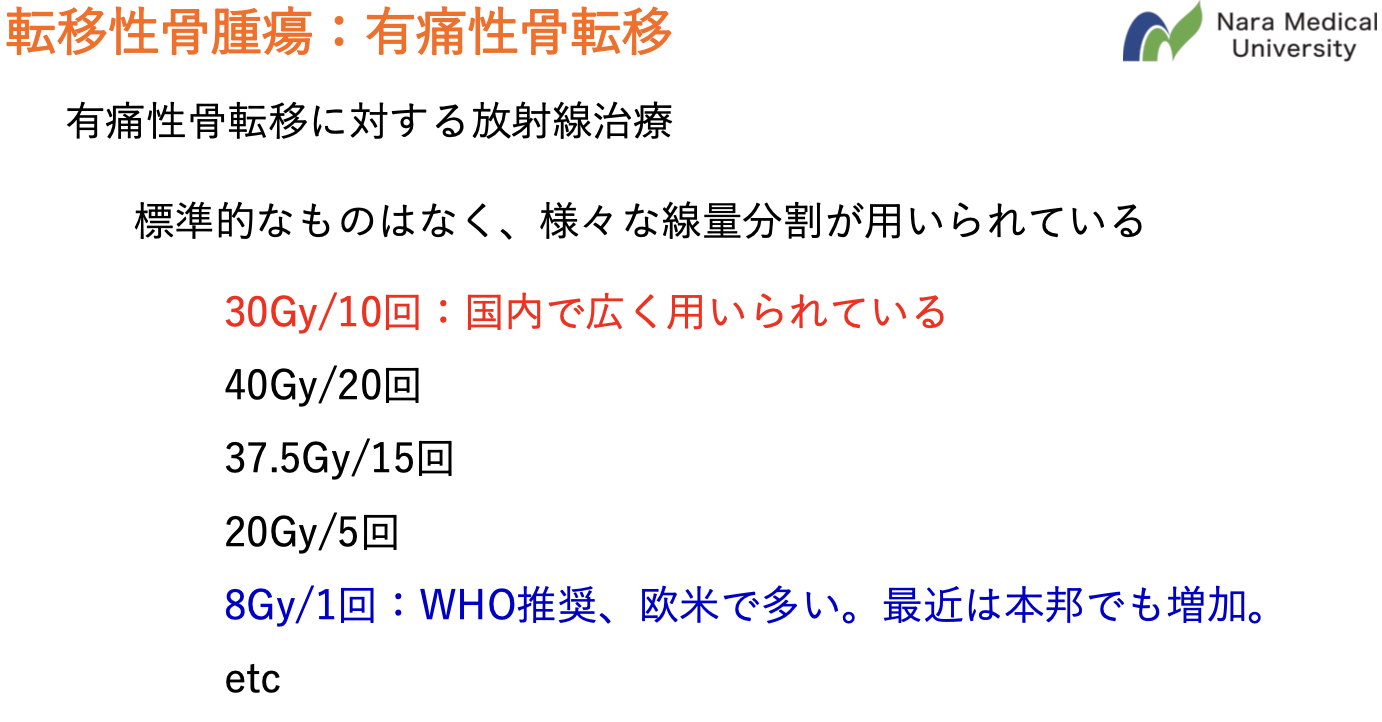 転移性骨腫瘍：有痛性骨転移
Nara Medical
University
有痛性骨転移に対する放射線治療
標準的なものはなく、様々な線量分割が用いられている
30Gy/10回：国内で広く用いられている
40Gy/20回
37.5Gy/15回
20Gy/5回
8Gy/1回：WHO推奨、欧米で多い。最近は本邦でも増加。
etc